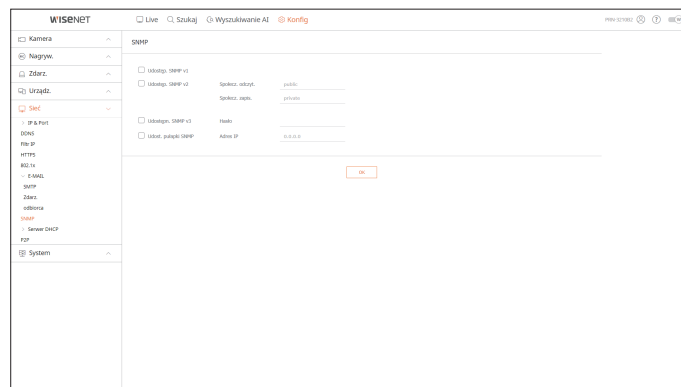 WISENET
Live Szukaj Wyszukiwanie AI Konfig
Kamera
Nagryw.
Zdarz.
Urządz.
Sieć
IP & Port
DDNS
Filtr IP
HTTPS
802.1x
E-MAIL
SMTP
Zdarz.
odbiorca
SNMP
Serwer DHCP
P2P
System
SNMP
Udostęp. SNMP v1
Udostęp. SNMP v2 Społecz. odczyt. public
Społecz. zapis. private
Udostępn. SNMP v3 Hasło
Udost. pułapki SNMP Adres IP 0.0.0.0
OK